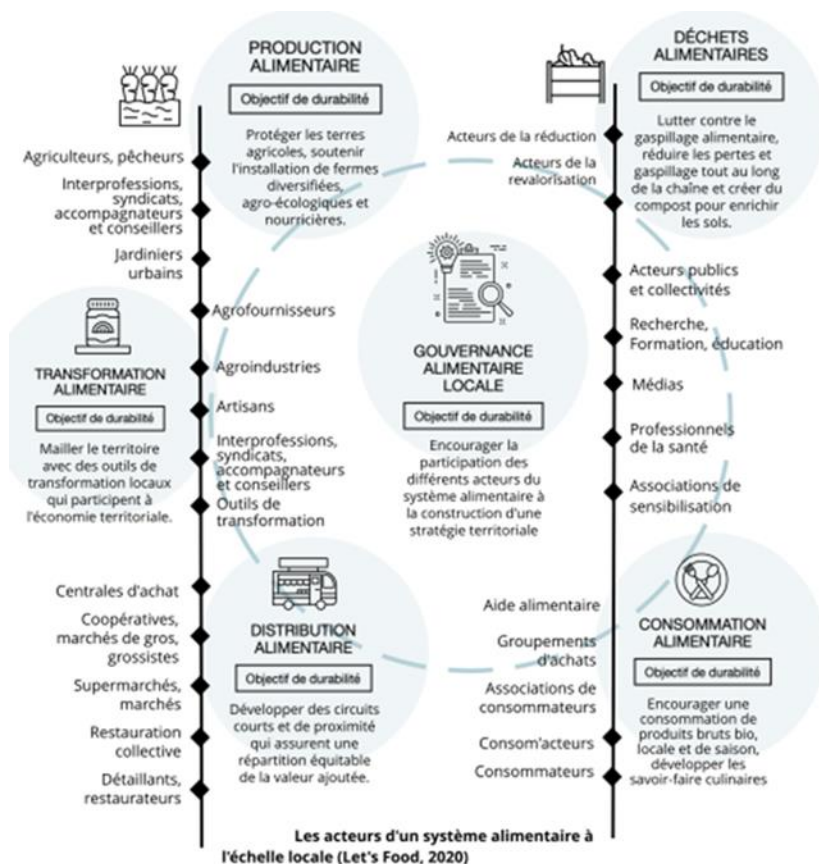 PRODUCTION
ALIMENTAIRE
Objectif de durabilité
Protéger les terres
agricoles, soutenir
l'installation de fermes
diversifiées,
agro-écologiques et
nourricières.
Agriculteurs, pêcheurs
Interprofessions,
syndicats,
accompagnateurs
et conseillers
Jardiniers
urbains
Agrofournisseurs
TRANSFORMATION
ALIMENTAIRE
Objectif de durabilité
Mailler le territoire
avec des outils de
transformation locaux
qui participent à
l'économie territoriale.
Agroindustries
Artisans
Interprofessions,
syndicats,
accompagnateurs
et conseillers
Outils de
transformation
Centrales d'achat
Coopératives,
marchés de gros,
grossistes
Supermarchés,
marchés
Restauration
collective
Détaillants,
restaurateurs
DISTRIBUTION
ALIMENTAIRE
Objectif de durabilité
Développer des circuits
courts et de proximité
qui assurent une
répartition équitable
de la valeur ajoutée.
GOUVERNANCE
ALIMENTAIRE
LOCALE
Objectif de durabilité
Encourager la
participation des
différents acteurs du
système alimentaire à
la construction d'une
stratégie territoriale
DÉCHETS
ALIMENTAIRES
Objectif de durabilité
Lutter contre le
gaspillage alimentaire,
réduire les pertes et
gaspillage tout au long
de la chaîne et créer du
compost pour enrichir
les sols.
Acteurs de la réduction
Acteurs de la
revalorisation
Acteurs publics
et collectivités
Recherche,
Formation, éducation
Médias
Professionnels
de la santé
Associations de
sensibilisation
Aide alimentaire
Groupements
d'achats
Associations de
consommateurs
Consom'acteurs
Consommateurs
CONSOMMATION
ALIMENTAIRE
Objectif de durabilité
Encourager une
consommation de
produits bruts bio,
locale et de saison,
développer les
savoir-faire culinaires
Les acteurs d'un système alimentaire à
l'échelle locale (Let's Food, 2020)